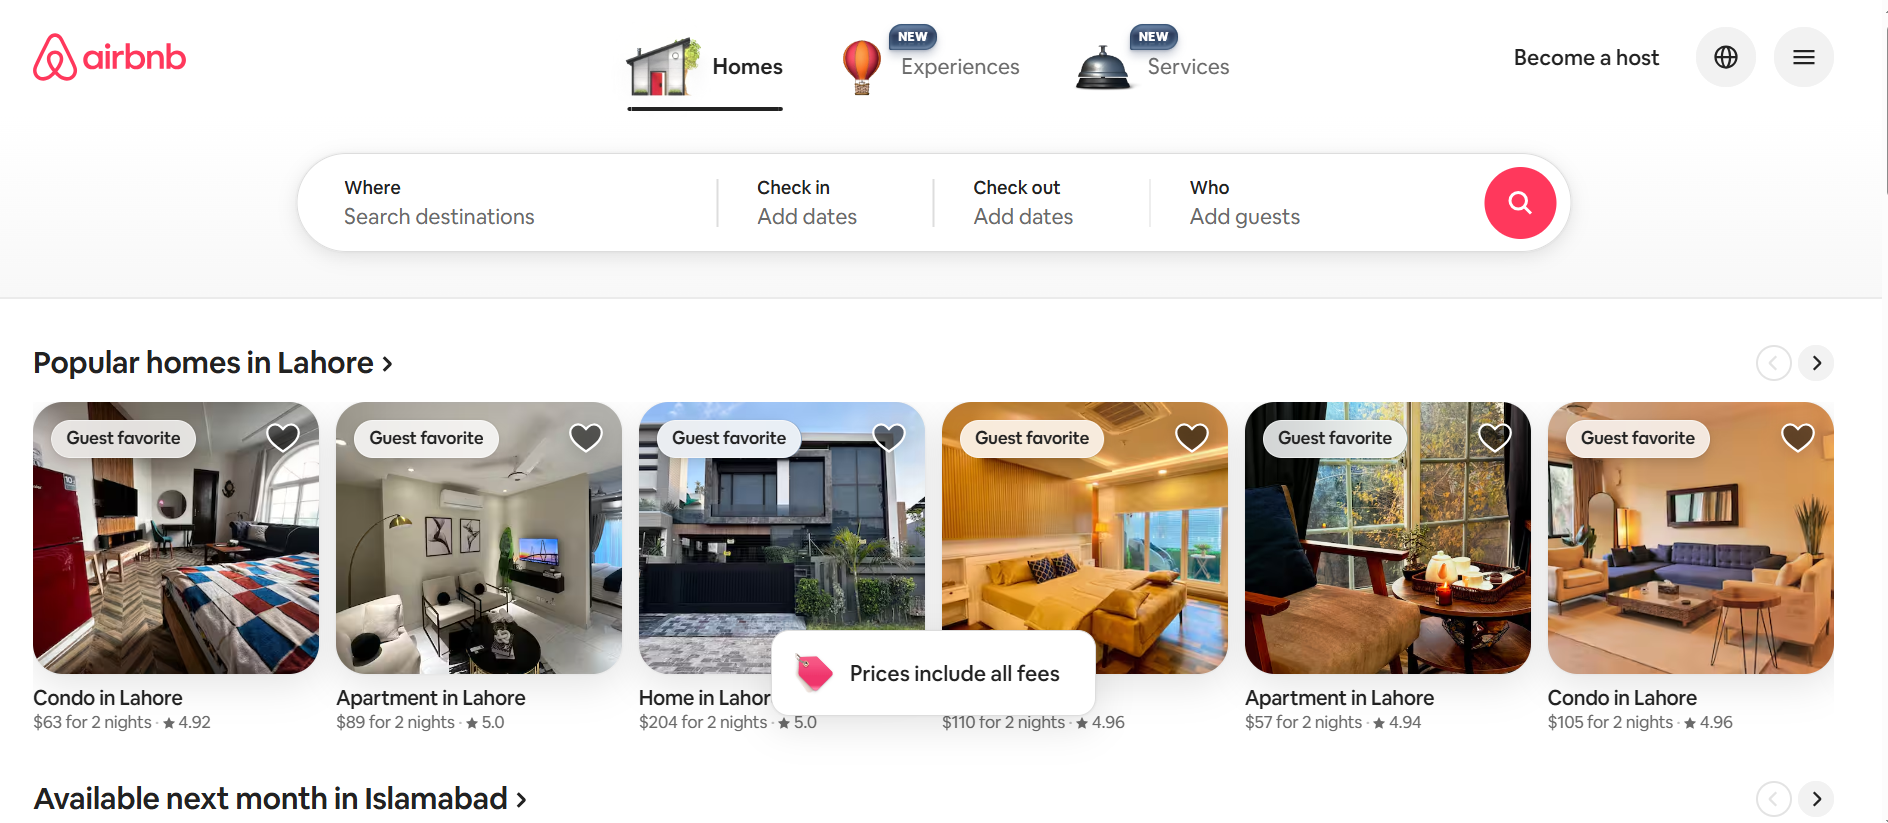 airbnb
Homes
NEW
Experiences
NEW
Services
Become a host
Where
Search destinations
Check in
Add dates
Check out
Add dates
Who
Add guests
Popular homes in Lahore
Guest favorite
Guest favorite
Guest favorite
Guest favorite
Guest favorite
Guest favorite
Condo in Lahore
$63 for 2 nights · ★ 4.92
Apartment in Lahore
$89 for 2 nights · ★ 5.0
Home in Lahor
$204 for 2 nights · ★ 5.0
$110 for 2 nights · ★ 4.96
Apartment in Lahore
$57 for 2 nights · ★ 4.94
Condo in Lahore
$105 for 2 nights · ★ 4.96
Prices include all fees
Available next month in Islamabad